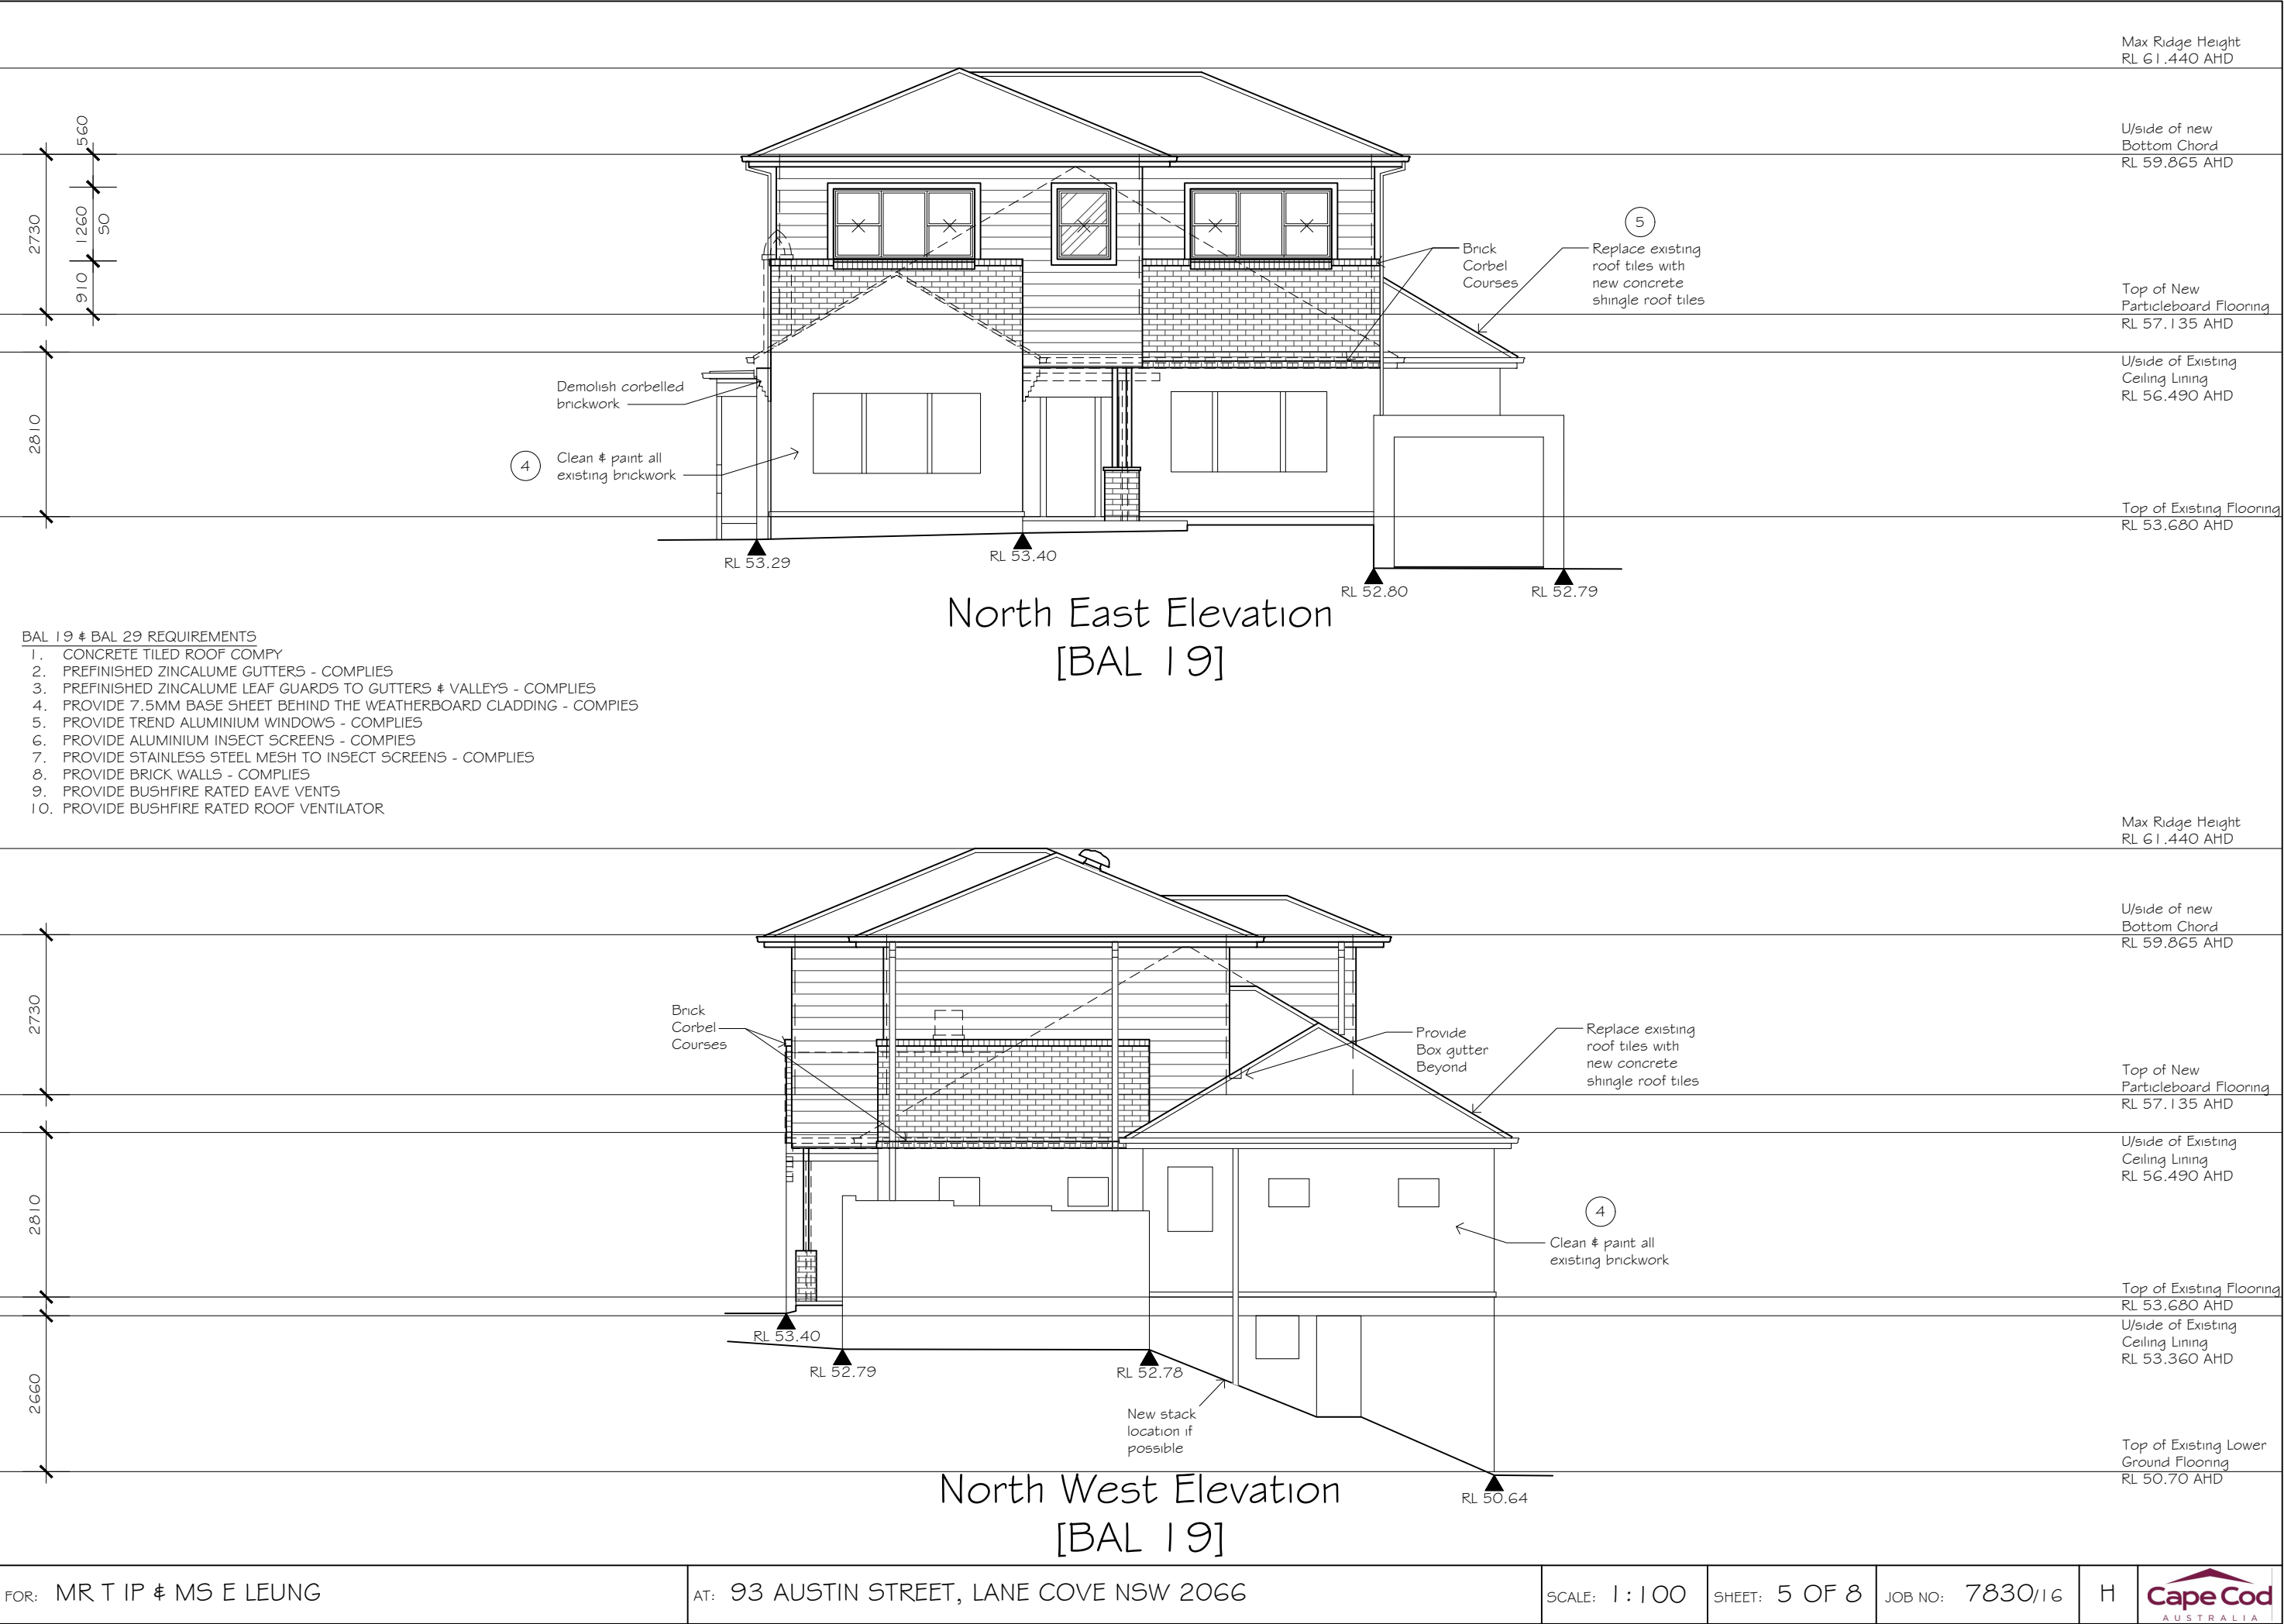 Max Ridge Height
RL 61.440 AHD
560
U/side of new
Bottom Chord
RL 59.865 AHD
2730
1260
50
910
5
Replace existing
roof tiles with
new concrete
shingle roof tiles
Brick
Corbel
Courses
Top of New
Particleboard Flooring
RL 57.135 AHD
U/side of Existing
Ceiling Lining
RL 56.490 AHD
Demolish corbelled
brickwork
2810
4
Clean & paint all
existing brickwork
Top of Existing Flooring
RL 53.680 AHD
RL 53.29
RL 53.40
RL 52.80
RL 52.79
North East Elevation
[BAL 19]
BAL 19 & BAL 29 REQUIREMENTS
1. CONCRETE TILED ROOF COMPY
2. PREFINISHED ZINCALUME GUTTERS - COMPLIES
3. PREFINISHED ZINCALUME LEAF GUARDS TO GUTTERS & VALLEYS - COMPLIES
4. PROVIDE 7.5MM BASE SHEET BEHIND THE WEATHERBOARD CLADDING - COMPIES
5. PROVIDE TREND ALUMINIUM WINDOWS - COMPLIES
6. PROVIDE ALUMINIUM INSECT SCREENS - COMPIES
7. PROVIDE STAINLESS STEEL MESH TO INSECT SCREENS - COMPLIES
8. PROVIDE BRICK WALLS - COMPLIES
9. PROVIDE BUSHFIRE RATED EAVE VENTS
10. PROVIDE BUSHFIRE RATED ROOF VENTILATOR
Max Ridge Height
RL 61.440 AHD
U/side of new
Bottom Chord
RL 59.865 AHD
2730
Brick
Corbel
Courses
Provide
Box gutter
Beyond
Replace existing
roof tiles with
new concrete
shingle roof tiles
Top of New
Particleboard Flooring
RL 57.135 AHD
U/side of Existing
Ceiling Lining
RL 56.490 AHD
2810
4
Clean & paint all
existing brickwork
Top of Existing Flooring
RL 53.680 AHD
U/side of Existing
Ceiling Lining
RL 53.360 AHD
RL 53.40
RL 52.79
RL 52.78
2660
New stack
location if
possible
Top of Existing Lower
Ground Flooring
RL 50.70 AHD
RL 50.64
North West Elevation
[BAL 19]
FOR: MR T IP & MS E LEUNG
AT: 93 AUSTIN STREET, LANE COVE NSW 2066
SCALE: 1:100
SHEET: 5 OF 8
JOB NO: 7830/16
H
Cape Cod
AUSTRALIA